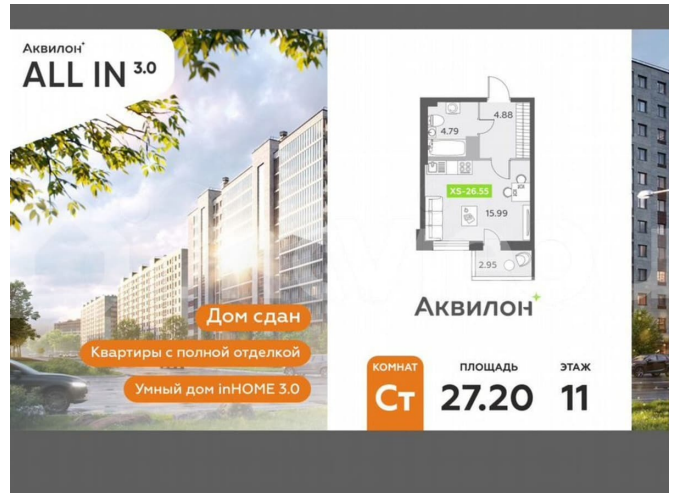 Аквилон+
ALL IN 3.0
4.88
4.79
XS-26.53
15.99
2.95
Аквилон+
Дом сдан
Квартиры с полной отделкой
Умный дом inHOME 3.0
КОМНАТ
Ст
ПЛОЩАДЬ
27.20
ЭТАЖ
11